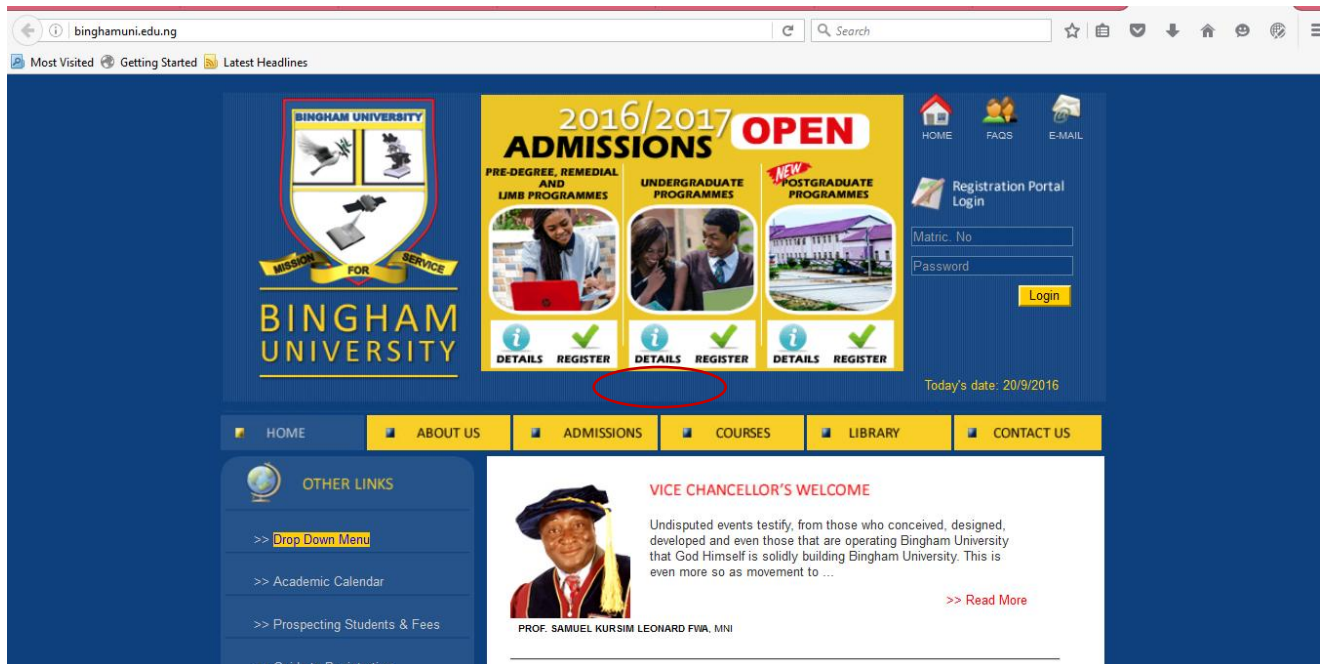 binghamuni.edu.ng
Search
Most Visited Getting Started Latest Headlines
BINGHAM UNIVERSITY
MISSION FOR SERVICE
BINGHAM
UNIVERSITY
2016/2017
ADMISSIONS OPEN
PRE-DEGREE, REMEDIAL
AND
IJMB PROGRAMMES
UNDERGRADUATE
PROGRAMMES
NEW
POSTGRADUATE
PROGRAMMES
DETAILS REGISTER DETAILS REGISTER DETAILS REGISTER
HOME FAQS E-MAIL
Registration Portal
Login
Matric. No
Password
Login
Today's date: 20/9/2016
HOME ABOUT US ADMISSIONS COURSES LIBRARY CONTACT US
OTHER LINKS
>> Drop Down Menu
>> Academic Calendar
>> Prospecting Students & Fees
VICE CHANCELLOR'S WELCOME
Undisputed events testify, from those who conceived, designed,
developed and even those that are operating Bingham University
that God Himself is solidly building Bingham University. This is
even more so as movement to ...
>> Read More
PROF. SAMUEL KURSIM LEONARD FWA, MNI